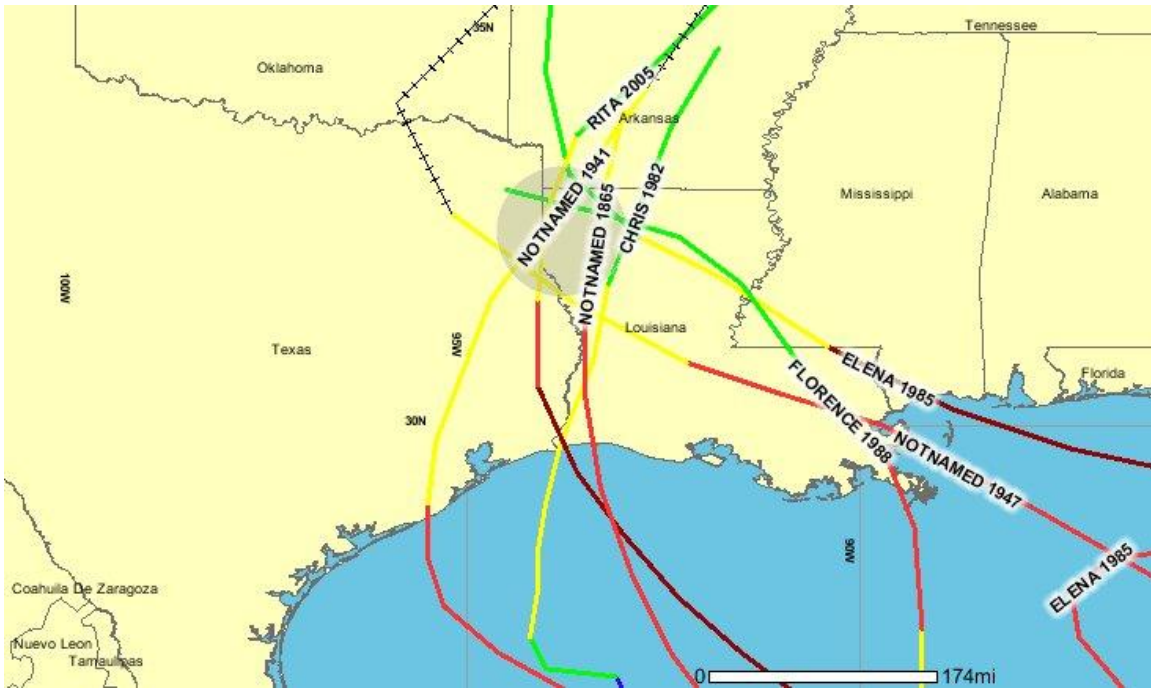 35N
Tennessee
Oklahoma
RITA 2005
Arkansas
NOTNAMED 1941
NOTNAMED 1865
CHRIS 1982
Mississippi
Alabama
100W
95W
Texas
Louisiana
ELENA 1985
Florida
FLORENCE 1988
30N
NOTNAMED 1947
90W
ELENA 1985
Coahuila De Zaragoza
Nuevo Leon
Tamaulipas
0 174mi